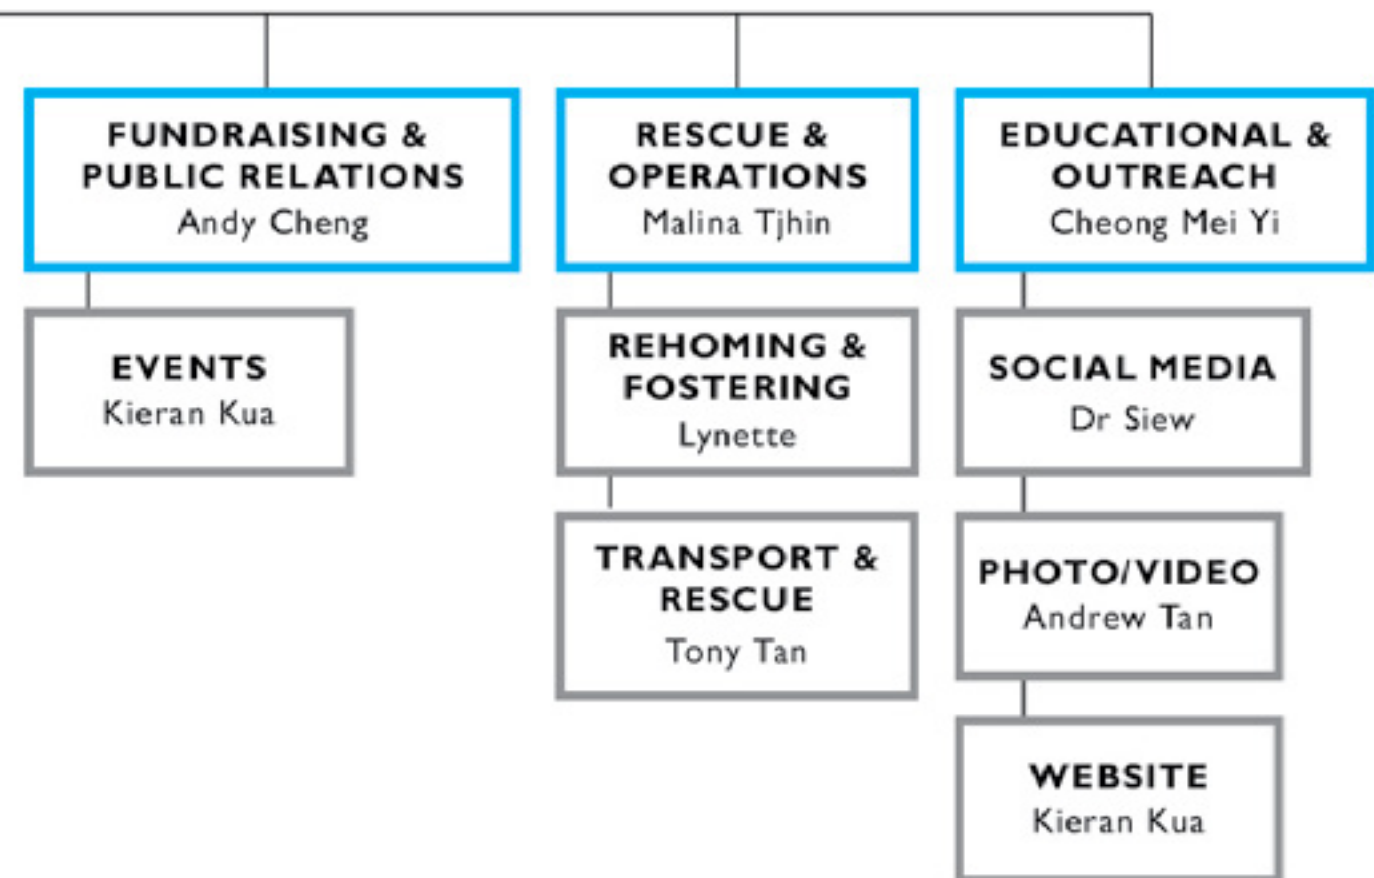 FUNDRAISING &
PUBLIC RELATIONS
Andy Cheng
EVENTS
Kieran Kua
RESCUE &
OPERATIONS
Malina Tjhin
REHOMING &
FOSTERING
Lynette
TRANSPORT &
RESCUE
Tony Tan
EDUCATIONAL &
OUTREACH
Cheong Mei Yi
SOCIAL MEDIA
Dr Siew
PHOTO/VIDEO
Andrew Tan
WEBSITE
Kieran Kua